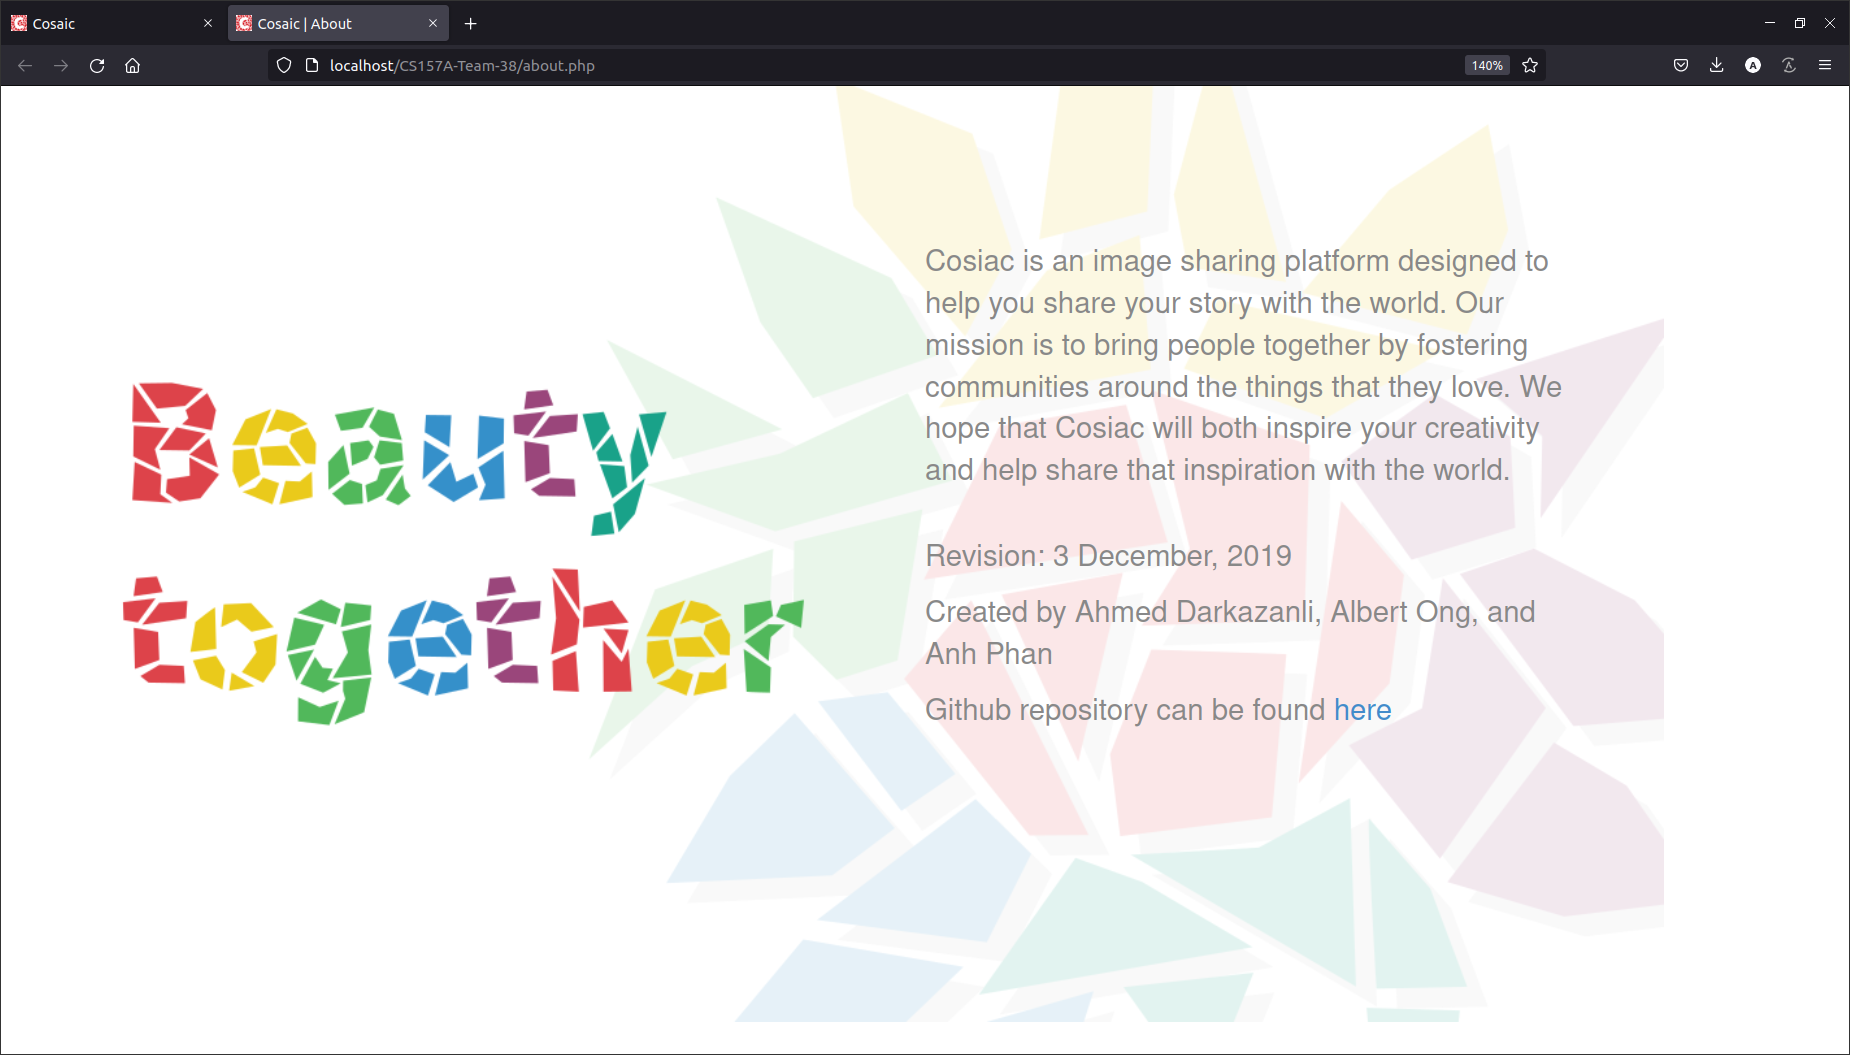 Cosaic
Cosaic | About
localhost/CS157A-Team-38/about.php
140%
Beauty
together
Cosiac is an image sharing platform designed to
help you share your story with the world. Our
mission is to bring people together by fostering
communities around the things that they love. We
hope that Cosiac will both inspire your creativity
and help share that inspiration with the world.
Revision: 3 December, 2019
Created by Ahmed Darkazanli, Albert Ong, and
Anh Phan
Github repository can be found here